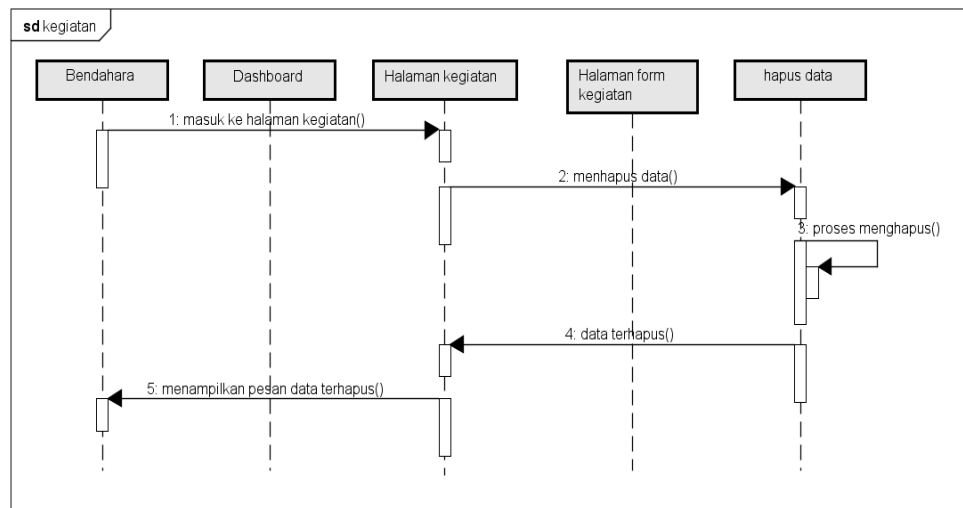 sd kegiatan
Bendahara
Dashboard
Halaman kegiatan
Halaman form
kegiatan
hapus data
1: masuk ke halaman kegiatan()
2: menhapus data()
3: proses menghapus()
4: data terhapus()
5: menampilkan pesan data terhapus()